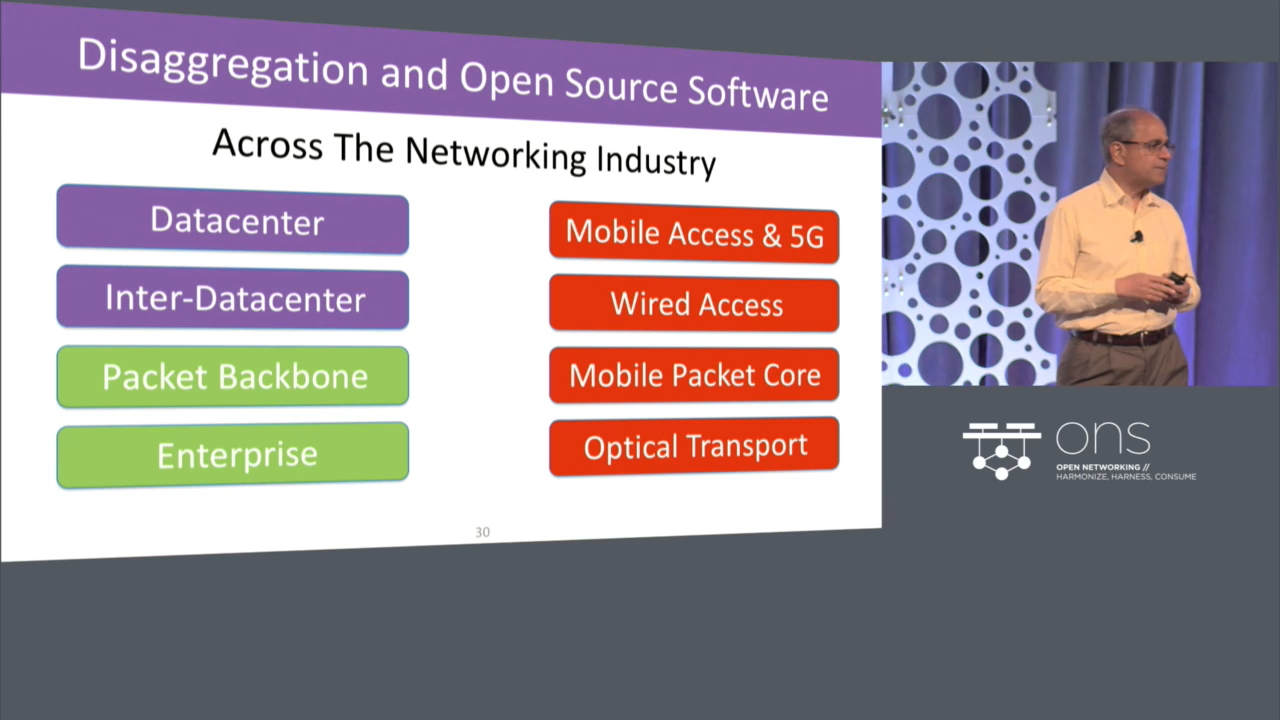 Disaggregation and Open Source Software
Across The Networking Industry
Datacenter
Inter-Datacenter
Packet Backbone
Enterprise
Mobile Access & 5G
Wired Access
Mobile Packet Core
Optical Transport
30
ons
OPEN NETWORKING //
HARMONIZE, HARNESS, CONSUME